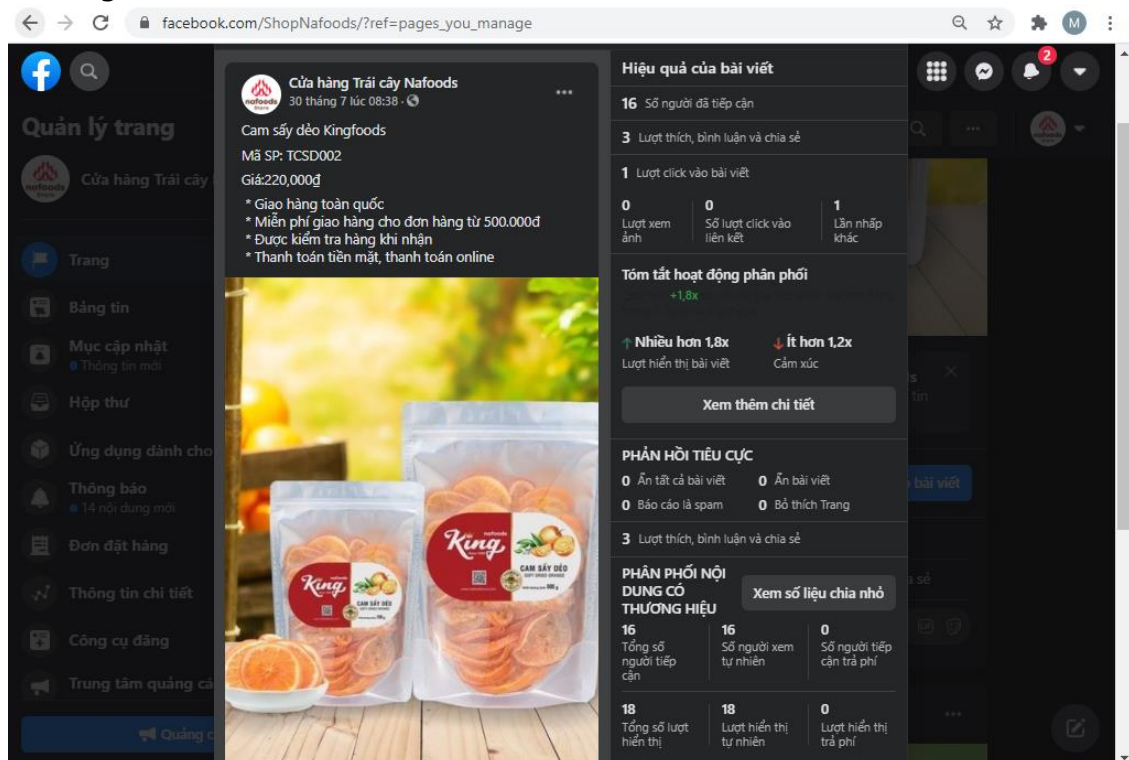 facebook.com/ShopNafoods/?ref=pages_you_manage
M
2
Quản lý trang
Cửa hàng Trái cây
Trang
Bảng tin
Mục cập nhật
Thông tin mới
Hộp thư
Ứng dụng dành cho
Thông báo
14 nội dung mới
Đơn đặt hàng
Thông tin chi tiết
Công cụ đăng
Trung tâm quảng cá
Quảng c
nafoods
Cửa hàng Trái cây Nafoods
30 tháng 7 lúc 08:38
Cam sấy dẻo Kingfoods
Mã SP: TCSD002
Giá:220,000₫
* Giao hàng toàn quốc
* Miễn phí giao hàng cho đơn hàng từ 500.000đ
* Được kiểm tra hàng khi nhận
* Thanh toán tiền mặt, thanh toán online
nafoods
King
CAM SẤY DẺO
SOFT DRIED ORANGE
500 g
King
CAM SẤY DẺO
Hiệu quả của bài viết
16 Số người đã tiếp cận
3 Lượt thích, bình luận và chia sẻ
1 Lượt click vào bài viết
0 0 1
Lượt xem ảnh
Số lượt click vào liên kết
Lần nhấp khác
Tóm tắt hoạt động phân phối
+1,8x
Nhiều hơn 1,8x
Lượt hiển thị bài viết
Ít hơn 1,2x
Cảm xúc
Xem thêm chi tiết
PHẢN HỒI TIÊU CỰC
0 Ẩn tất cả bài viết 0 Ẩn bài viết
0 Báo cáo là spam 0 Bỏ thích Trang
3 Lượt thích, bình luận và chia sẻ
PHÂN PHỐI NỘI
DUNG CÓ
THƯƠNG HIỆU
Xem số liệu chia nhỏ
16 16 0
Tổng số người tiếp cận
Số người xem tự nhiên
Số người tiếp cận trả phí
18 18 0
Tổng số lượt hiển thị
Lượt hiển thị tự nhiên
Lượt hiển thị trả phí
tin
bài viết